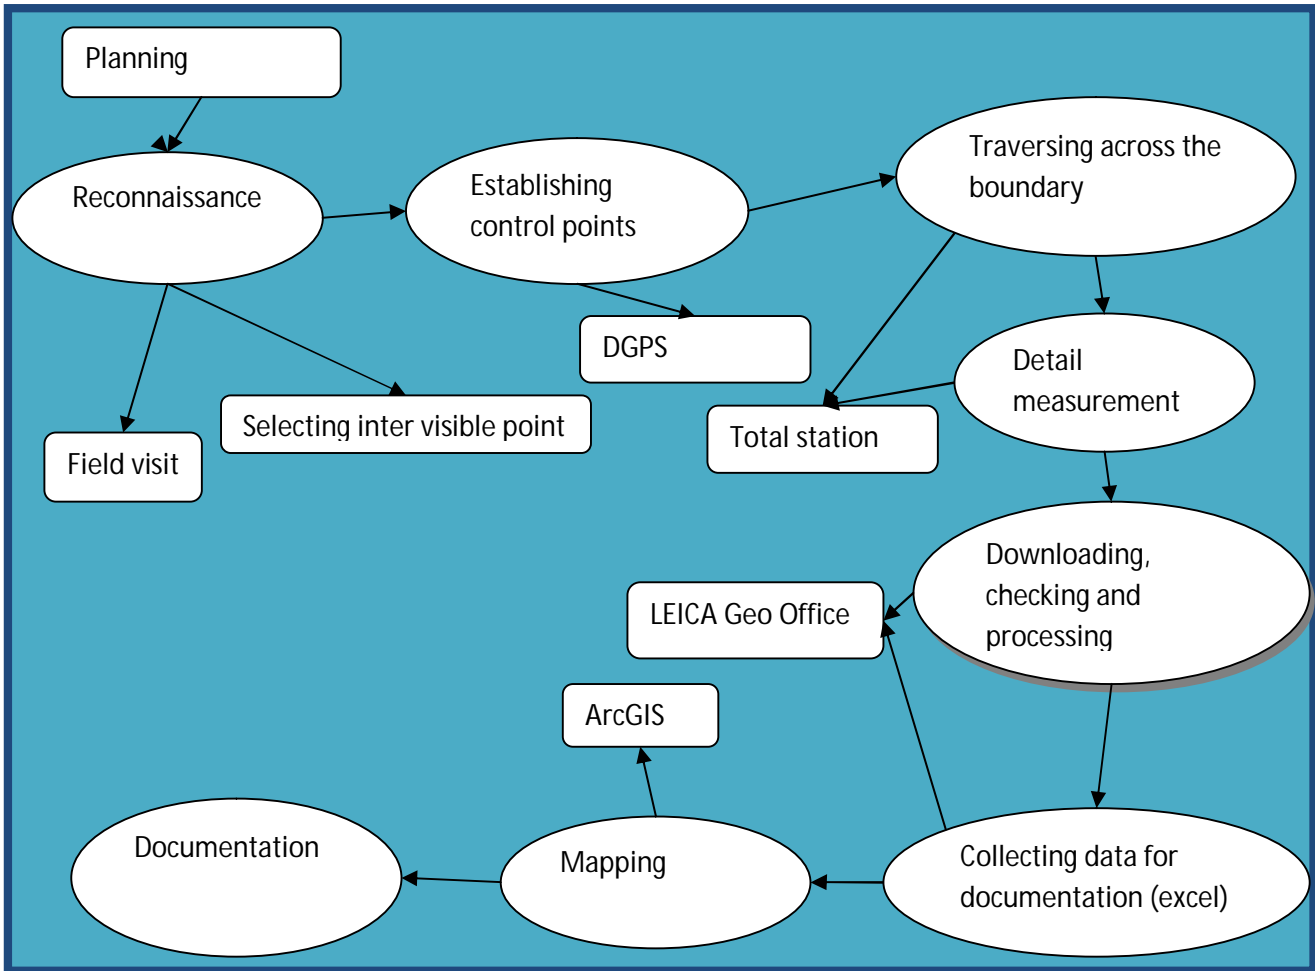 Planning
Reconnaissance
Establishing
control points
Traversing across the
boundary
DGPS
Detail
measurement
Selecting inter visible point
Total station
Field visit
Downloading,
checking and
processing
LEICA Geo Office
ArcGIS
Documentation
Mapping
Collecting data for
documentation (excel)